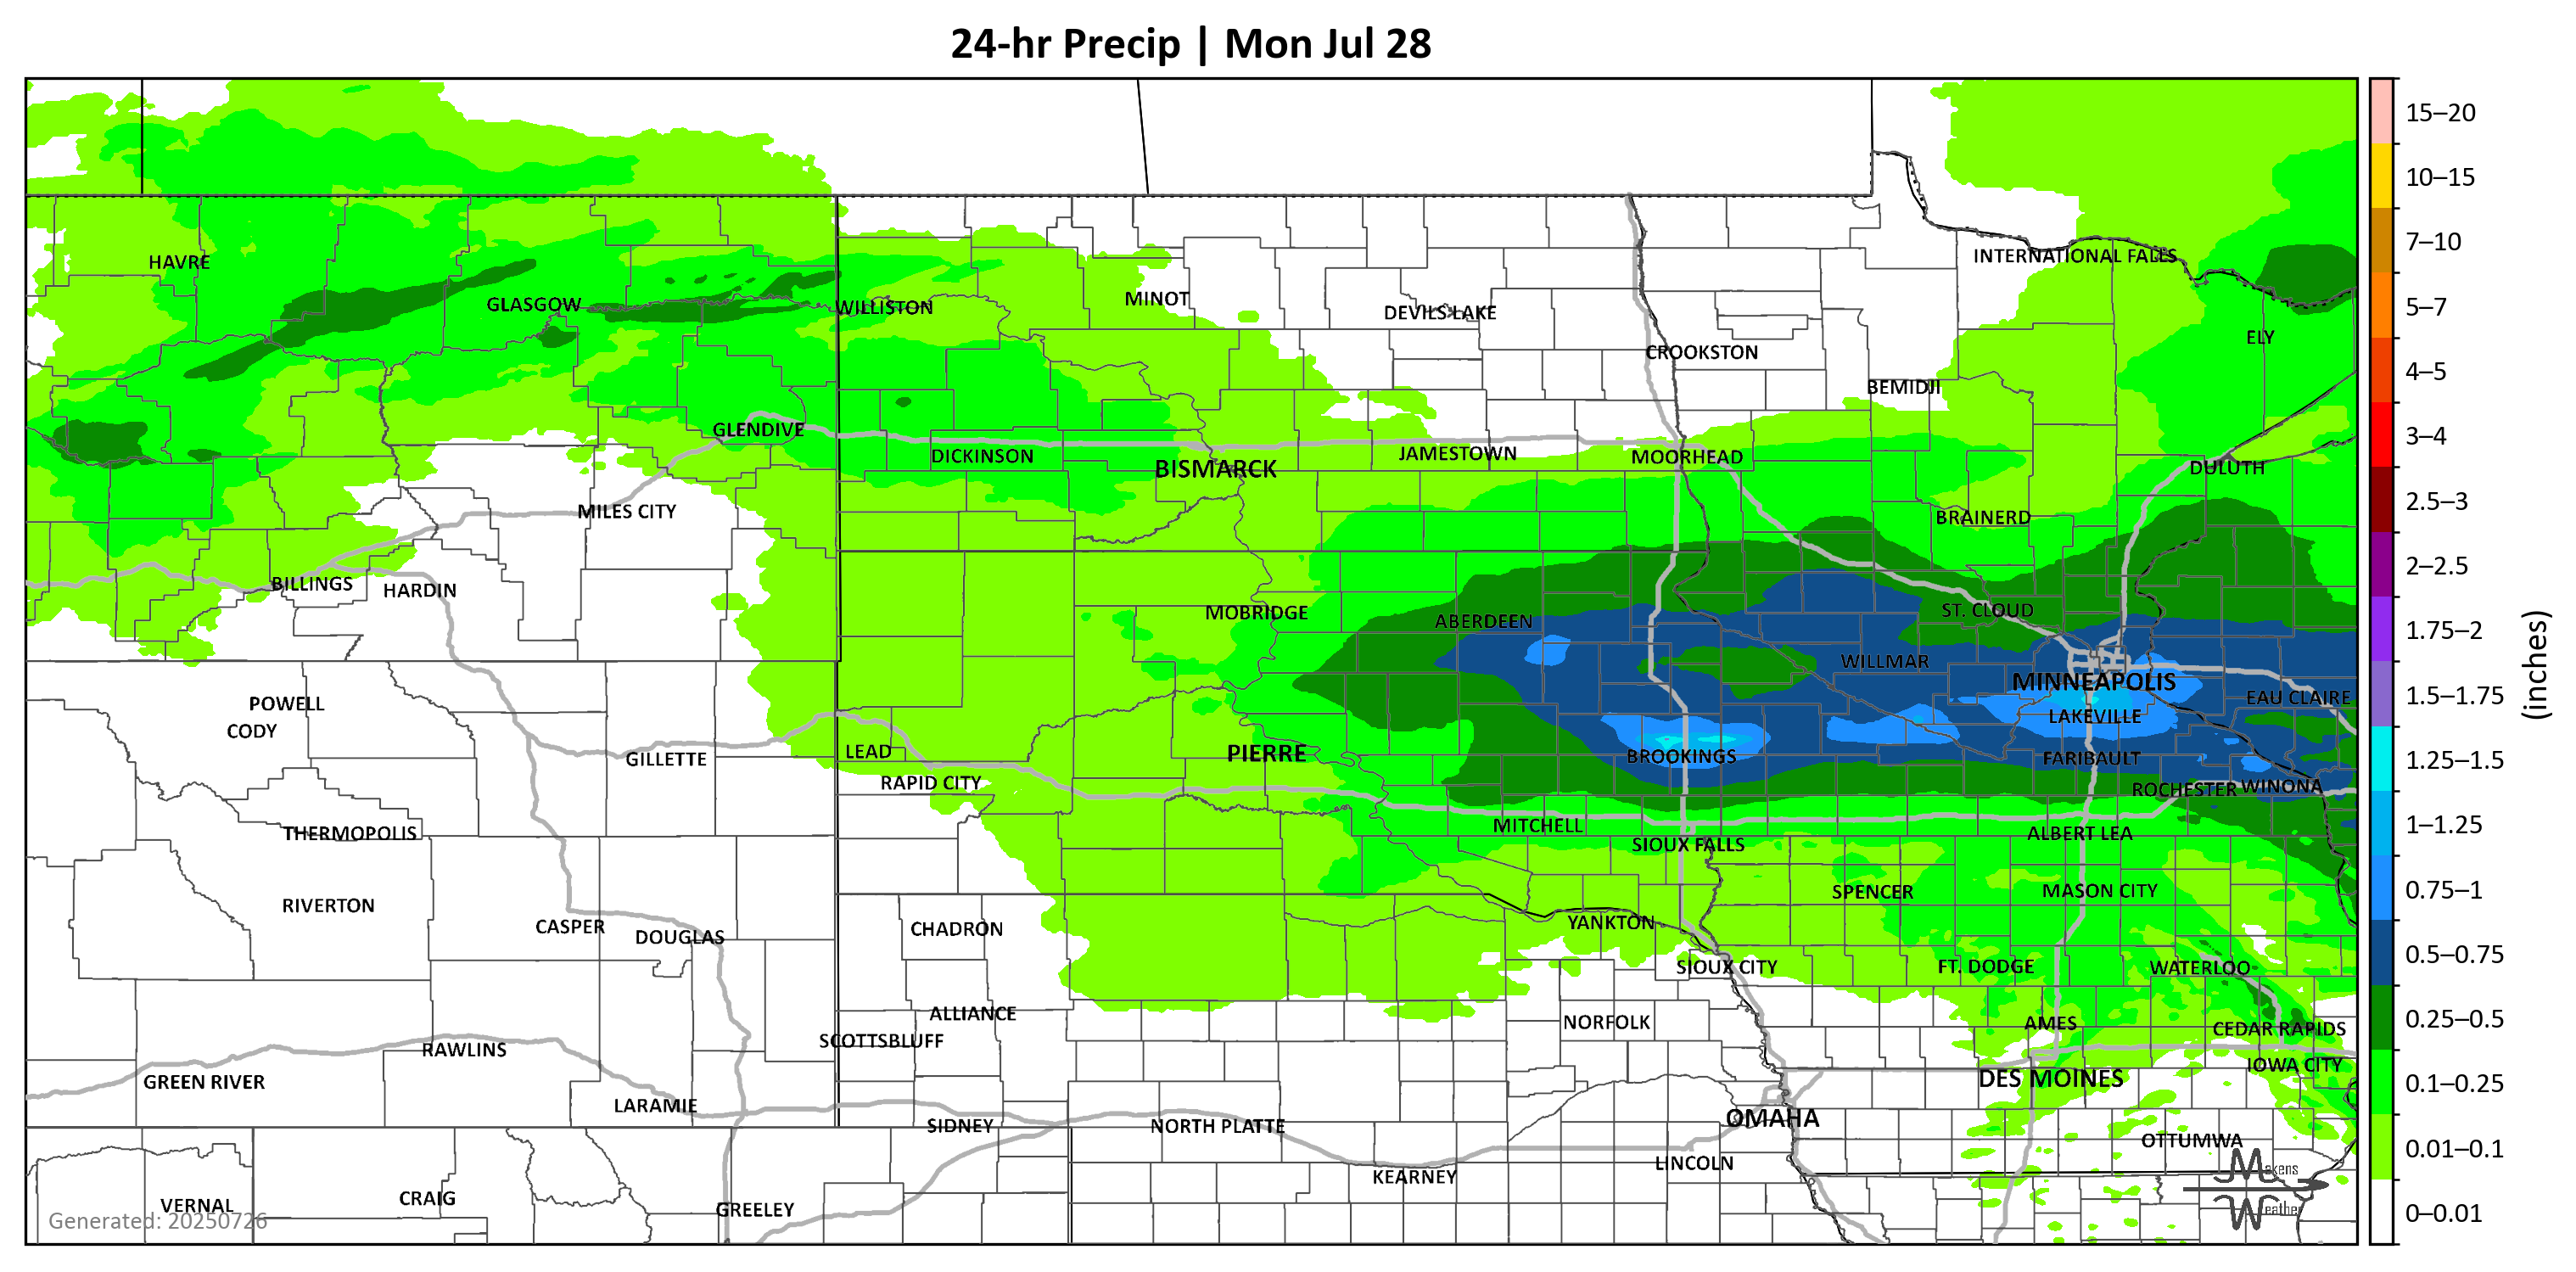 24-hr Precip | Mon Jul 28
15–20
10–15
7–10
5–7
4–5
3–4
2.5–3
2–2.5
1.75–2
1.5–1.75
1.25–1.5
1–1.25
0.75–1
0.5–0.75
0.25–0.5
0.1–0.25
0.01–0.1
0–0.01
(inches)
HAVRE
INTERNATIONAL FALLS
GLASGOW
WILLISTON
MINOT
DEVILS LAKE
ELY
CROOKSTON
BEMIDJI
GLENDIVE
DICKINSON
BISMARCK
JAMESTOWN
MOORHEAD
DULUTH
MILES CITY
BRAINERD
BILLINGS
HARDIN
MOBRIDGE
ABERDEEN
ST. CLOUD
WILLMAR
MINNEAPOLIS
EAU CLAIRE
POWELL
CODY
LAKEVILLE
GILLETTE
LEAD
PIERRE
BROOKINGS
FARIBAULT
RAPID CITY
ROCHESTER
WINONA
THERMOPOLIS
MITCHELL
ALBERT LEA
SIOUX FALLS
RIVERTON
SPENCER
MASON CITY
CASPER
DOUGLAS
CHADRON
YANKTON
SIOUX CITY
FT. DODGE
WATERLOO
ALLIANCE
NORFOLK
AMES
CEDAR RAPIDS
SCOTTSBLUFF
RAWLINS
IOWA CITY
GREEN RIVER
DES MOINES
LARAMIE
OMAHA
SIDNEY
NORTH PLATTE
OTTUMWA
LINCOLN
KEARNEY
VERNAL
CRAIG
GREELEY
Generated: 20250726
Makens
Weather